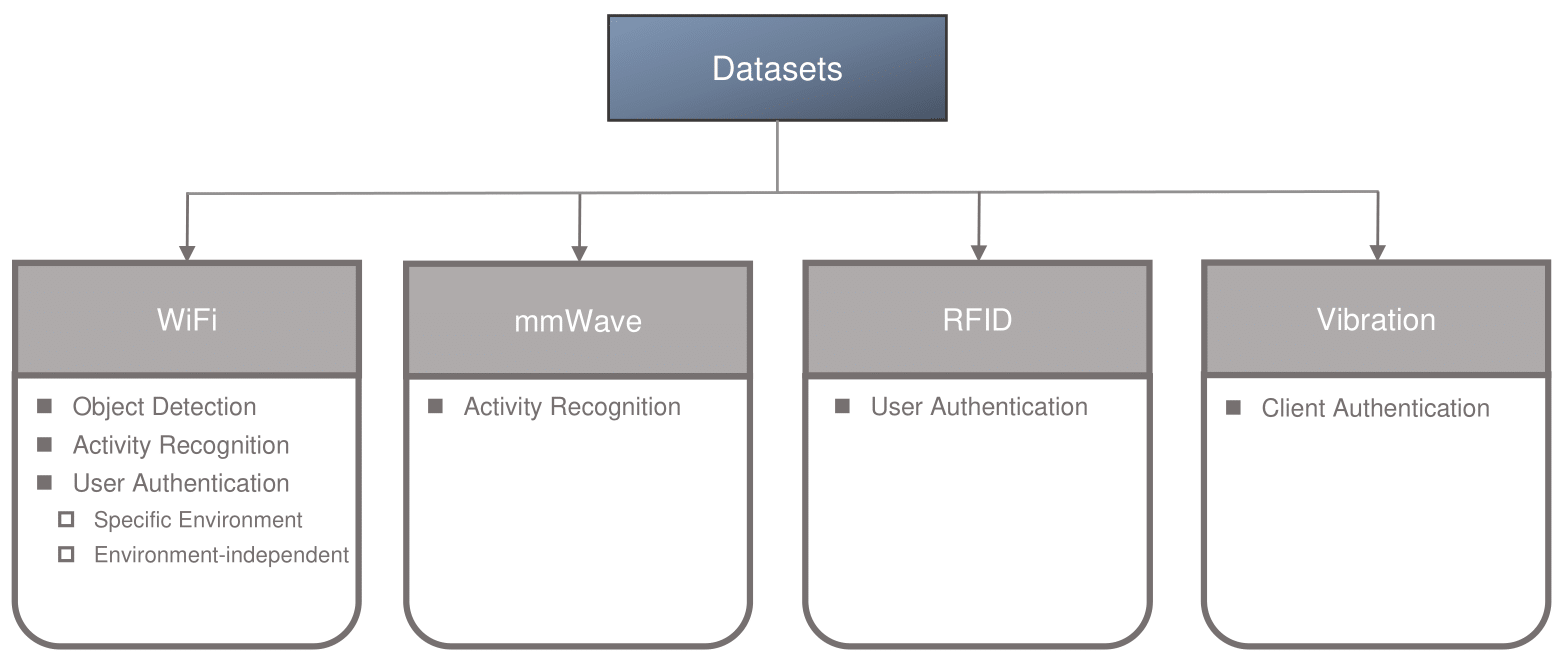 Datasets
WiFi
Object Detection
Activity Recognition
User Authentication
Specific Environment
Environment-independent
mmWave
Activity Recognition
RFID
User Authentication
Vibration
Client Authentication